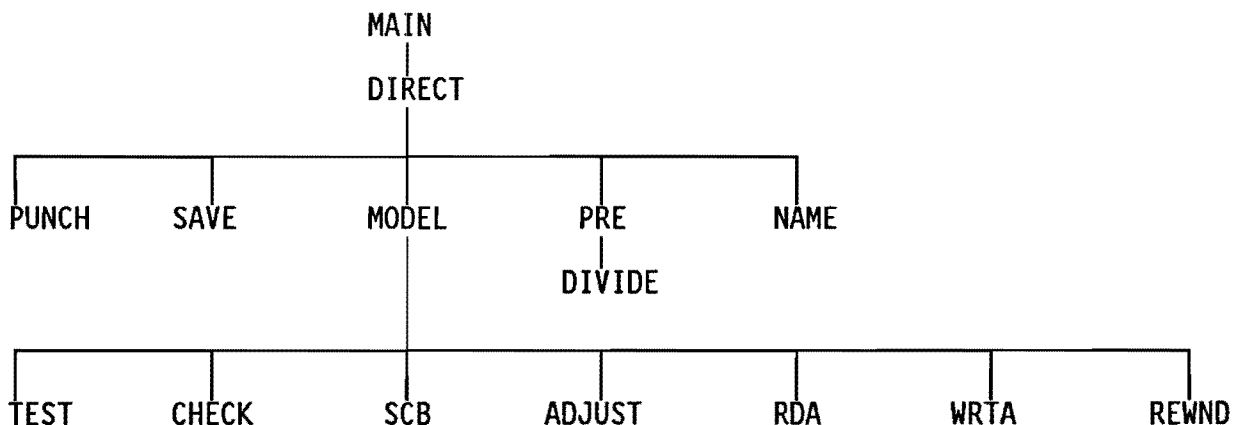 MAIN
DIRECT
PUNCH SAVE MODEL PRE NAME
DIVIDE
TEST CHECK SCB ADJUST RDA WRTA REWND